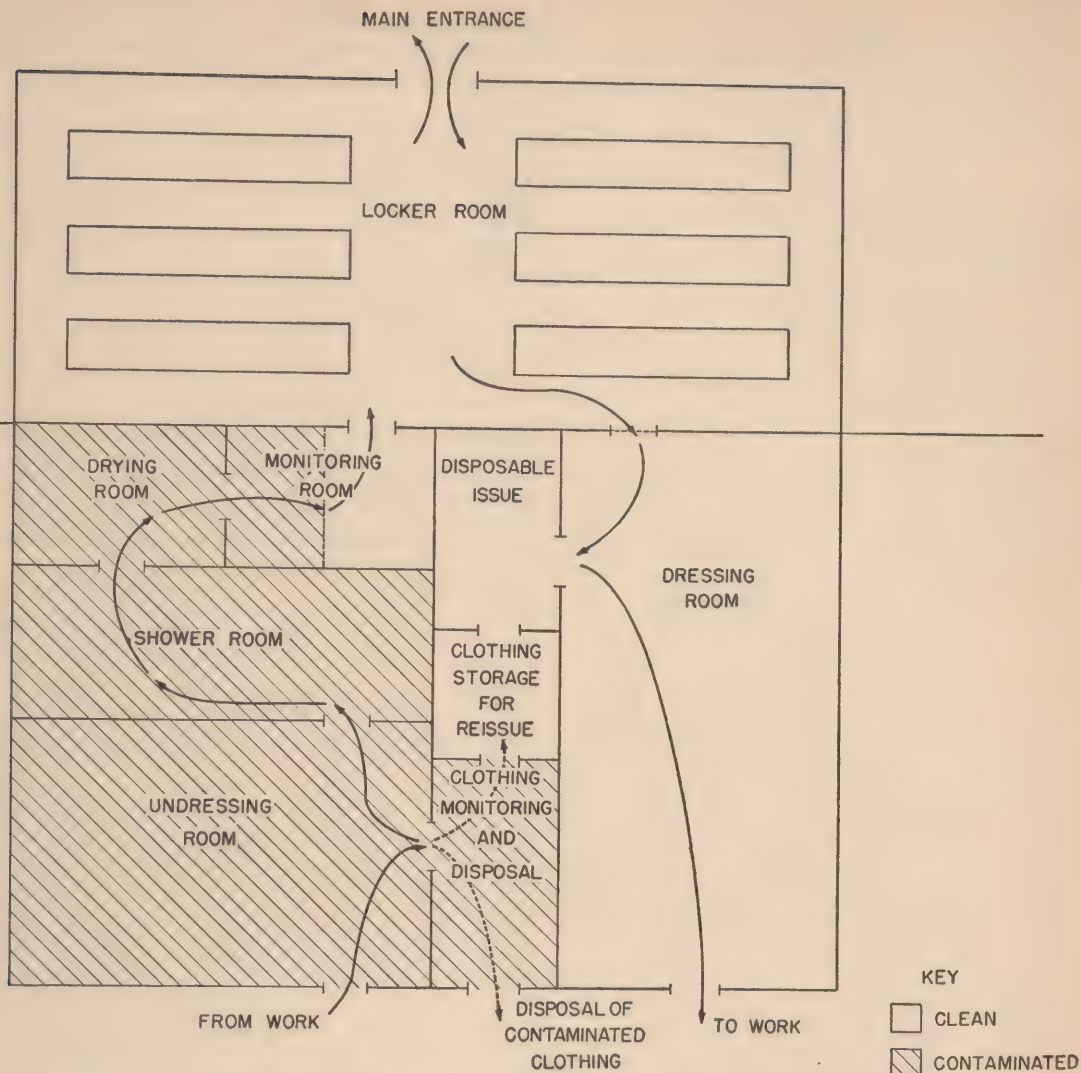 MAIN ENTRANCE
LOCKER ROOM
DRYING
ROOM
MONITORING
ROOM
DISPOSABLE
ISSUE
DRESSING
ROOM
SHOWER ROOM
CLOTHING
STORAGE
FOR
REISSUE
UNDRESSING
ROOM
CLOTHING
MONITORING
AND
DISPOSAL
FROM WORK
DISPOSAL OF
CONTAMINATED
CLOTHING
TO WORK
KEY
CLEAN
CONTAMINATED